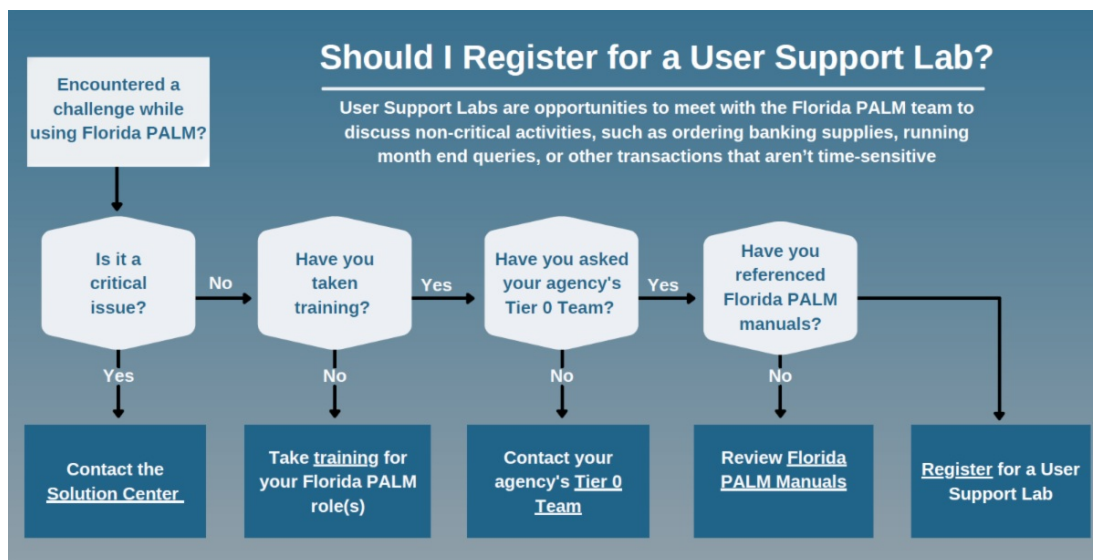 Should I Register for a User Support Lab?
User Support Labs are opportunities to meet with the Florida PALM team to
discuss non-critical activities, such as ordering banking supplies, running
month end queries, or other transactions that aren't time-sensitive
Encountered a
challenge while
using Florida PALM?
Is it a
critical
issue?
No
Have you
taken
training?
Yes
Have you asked
your agency's
Tier 0 Team?
Yes
Have you
referenced
Florida PALM
manuals?
Yes
No
No
No
Contact the
Solution Center
Take training for
your Florida PALM
role(s)
Contact your
agency's Tier 0
Team
Review Florida
PALM Manuals
Register for a User
Support Lab